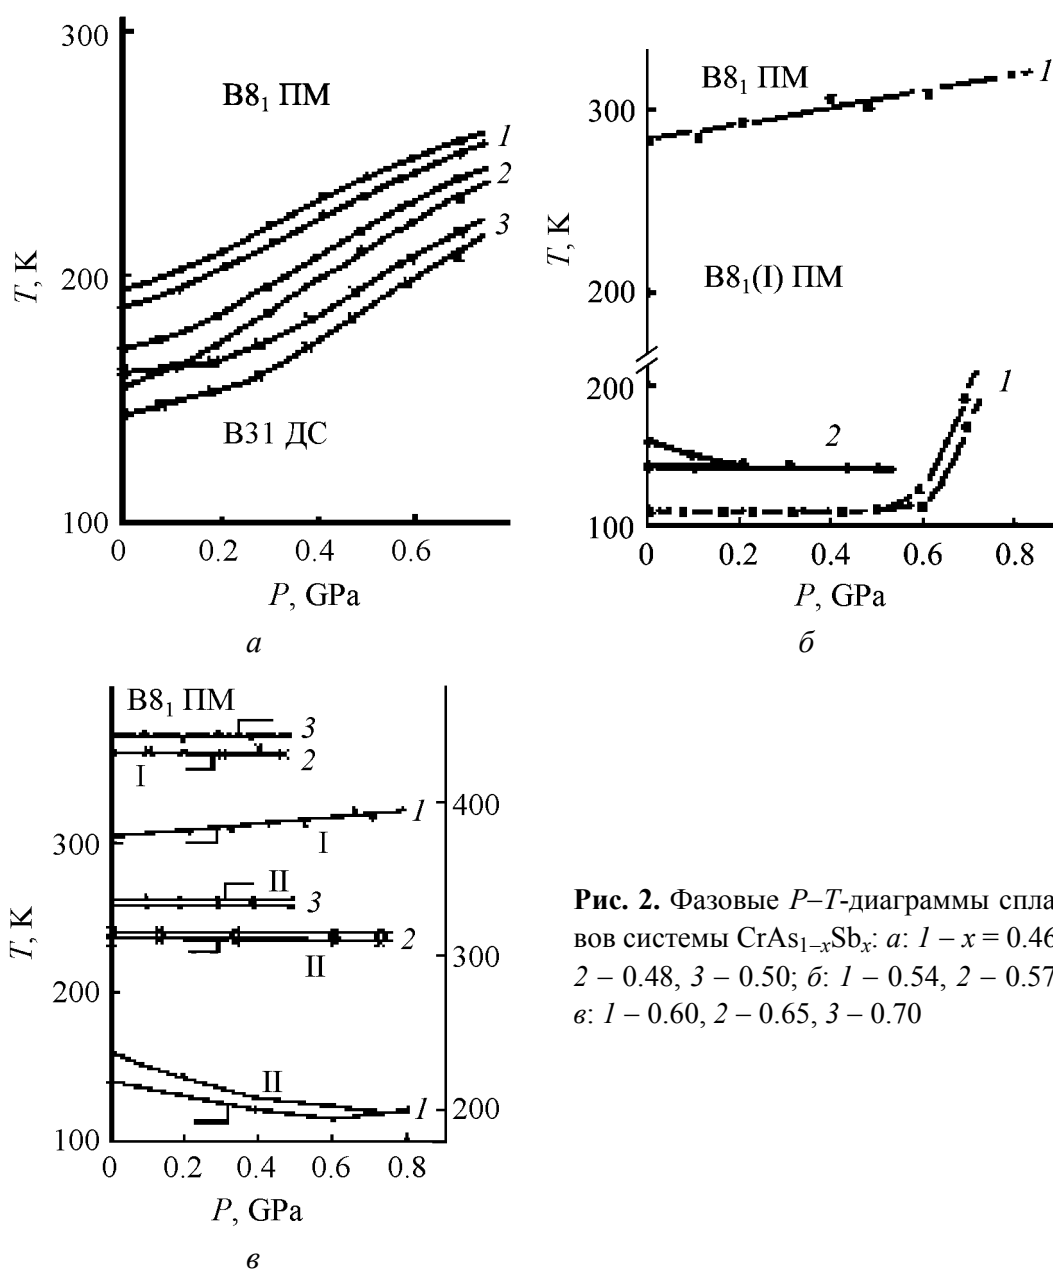 300
200
100
T, K
B8₁ ПМ
B31 ДС
1
2
3
0
0.2
0.4
0.6
P, GPa
а
300
200
200
100
T, K
B8₁ ПМ
1
B8₁(I) ПМ
1
2
0
0.2
0.4
0.6
0.8
P, GPa
б
B8₁ ПМ
3
I
2
1
400
300
I
II
3
2
300
II
200
II
1
200
100
T, K
0
0.2
0.4
0.6
0.8
P, GPa
в
Рис. 2. Фазовые P–T-диаграммы спла-
вов системы CrAs₁₋ₓSbₓ: а: 1 – x = 0.46
2 – 0.48, 3 – 0.50; б: 1 – 0.54, 2 – 0.57
в: 1 – 0.60, 2 – 0.65, 3 – 0.70